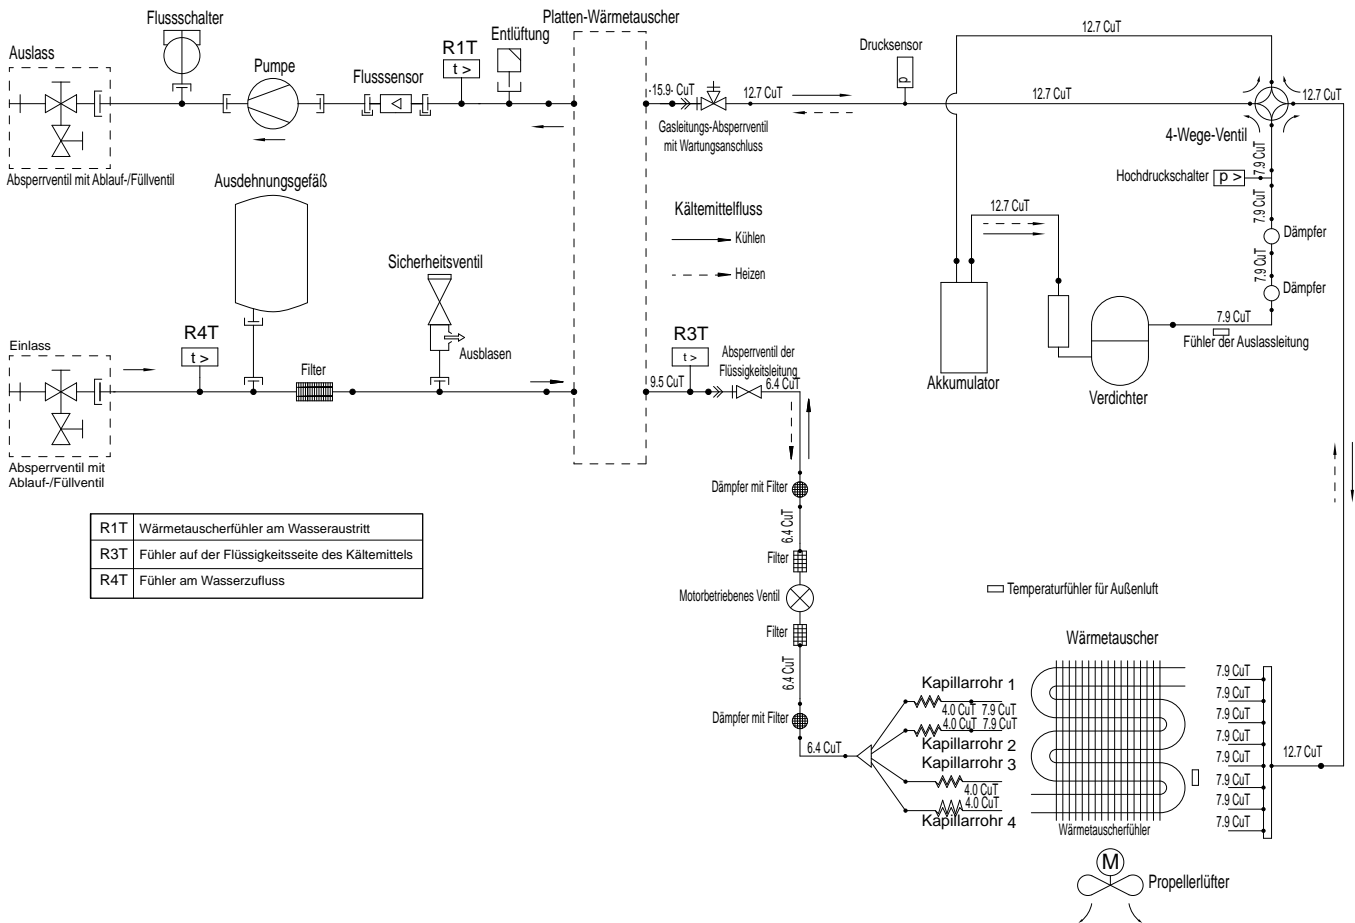 Flussschalter
Platten-Wärmetauscher
12.7 CuT
Auslass
R1T
t >
Entlüftung
Drucksensor
p
Pumpe
Flusssensor
-15.9- CuT
12.7 CuT
12.7 CuT
12.7 CuT
Gasleitungs-Absperrventil
mit Wartungsanschluss
4-Wege-Ventil
Absperrventil mit Ablauf-/Füllventil
Ausdehnungsgefäß
7.9 CuT
Hochdruckschalter
p >
Kältemittelfluss
Kühlen
Heizen
12.7 CuT
7.9 CuT
Dämpfer
7.9 CuT
Dämpfer
Sicherheitsventil
7.9 CuT
Fühler der Auslassleitung
Einlass
R4T
t >
Filter
Ausblasen
R3T
t >
Absperrventil der
Flüssigkeitsleitung
9.5 CuT
6.4 CuT
Akkumulator
Verdichter
Absperrventil mit
Ablauf-/Füllventil
Dämpfer mit Filter
6.4 CuT
R1T Wärmetauscherfühler am Wasseraustritt
R3T Fühler auf der Flüssigkeitsseite des Kältemittels
R4T Fühler am Wasserzufluss
Filter
Motorbetriebenes Ventil
Filter
6.4 CuT
Dämpfer mit Filter
6.4 CuT
Temperaturfühler für Außenluft
Wärmetauscher
Kapillarrohr 1
4.0 CuT 7.9 CuT
4.0 CuT 7.9 CuT
Kapillarrohr 2
Kapillarrohr 3
4.0 CuT
4.0 CuT
Kapillarrohr 4
7.9 CuT
7.9 CuT
7.9 CuT
7.9 CuT
7.9 CuT
7.9 CuT
7.9 CuT
7.9 CuT
12.7 CuT
Wärmetauscherfühler
M
Propellerlüfter